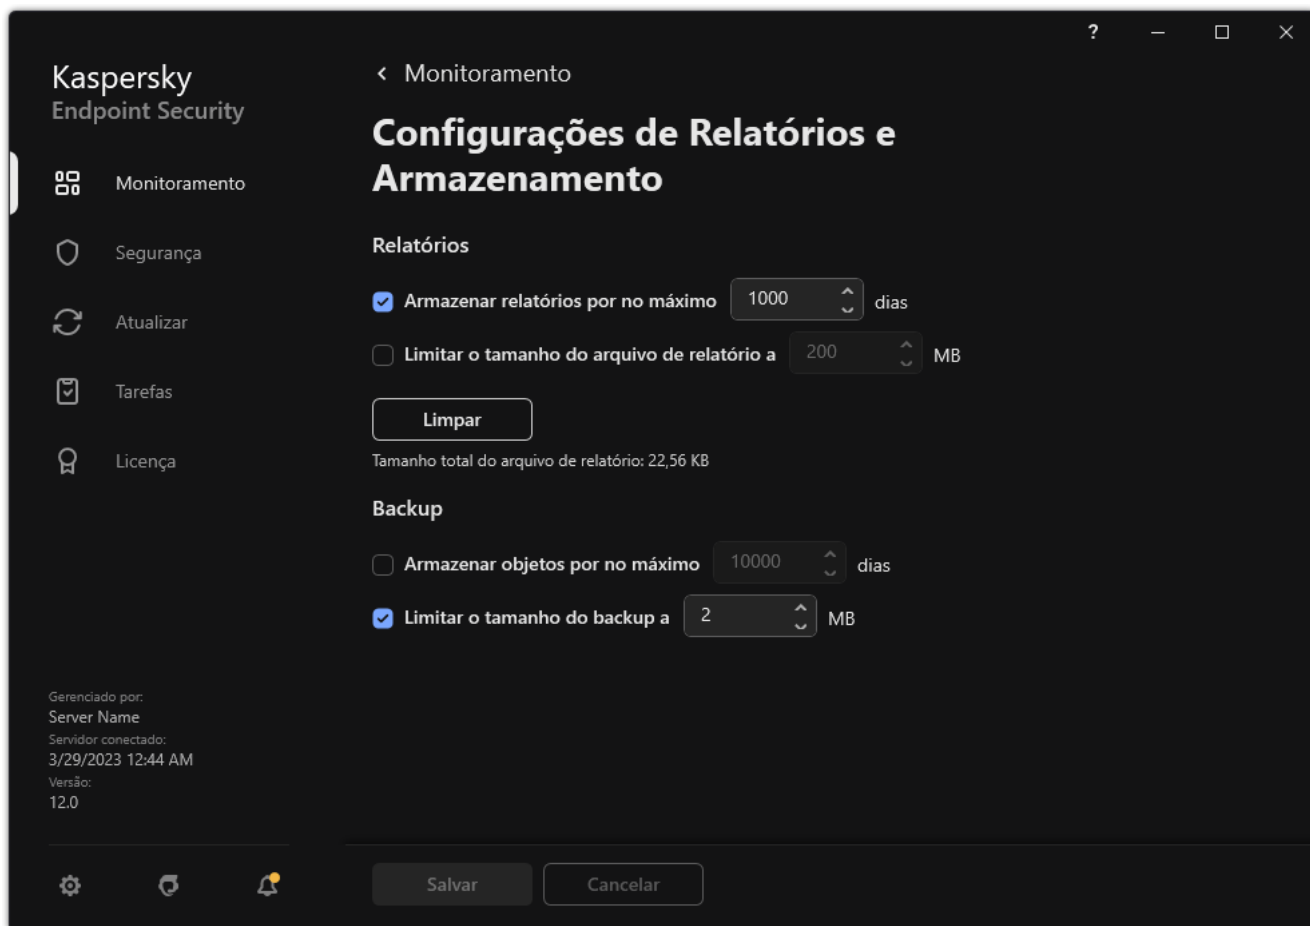 ?
Kaspersky
Endpoint Security
Monitoramento
Segurança
Atualizar
Tarefas
Licença
Gerenciado por:
Server Name
Servidor conectado:
3/29/2023 12:44 AM
Versão:
12.0
Monitoramento
Configurações de Relatórios e
Armazenamento
Relatórios
Armazenar relatórios por no máximo 1000 dias
Limitar o tamanho do arquivo de relatório a 200 MB
Limpar
Tamanho total do arquivo de relatório: 22,56 KB
Backup
Armazenar objetos por no máximo 10000 dias
Limitar o tamanho do backup a 2 MB
Salvar Cancelar